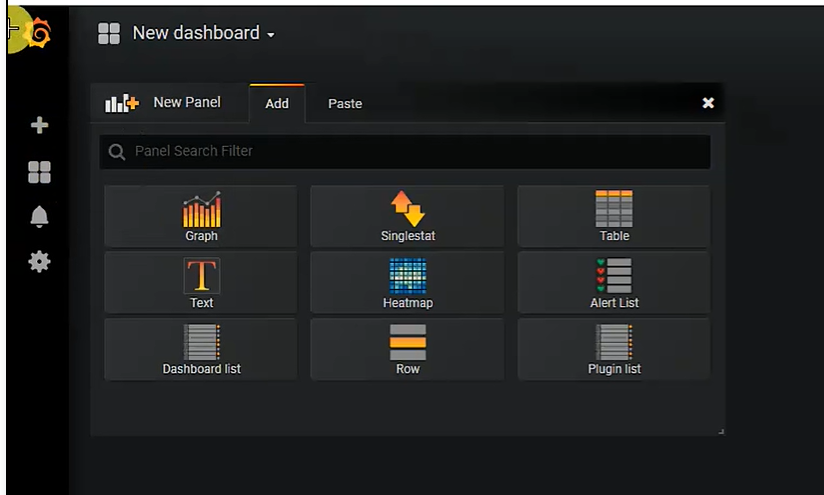 New dashboard
New Panel Add Paste
Panel Search Filter
Graph Singlestat Table
Text Heatmap Alert List
Dashboard list Row Plugin list